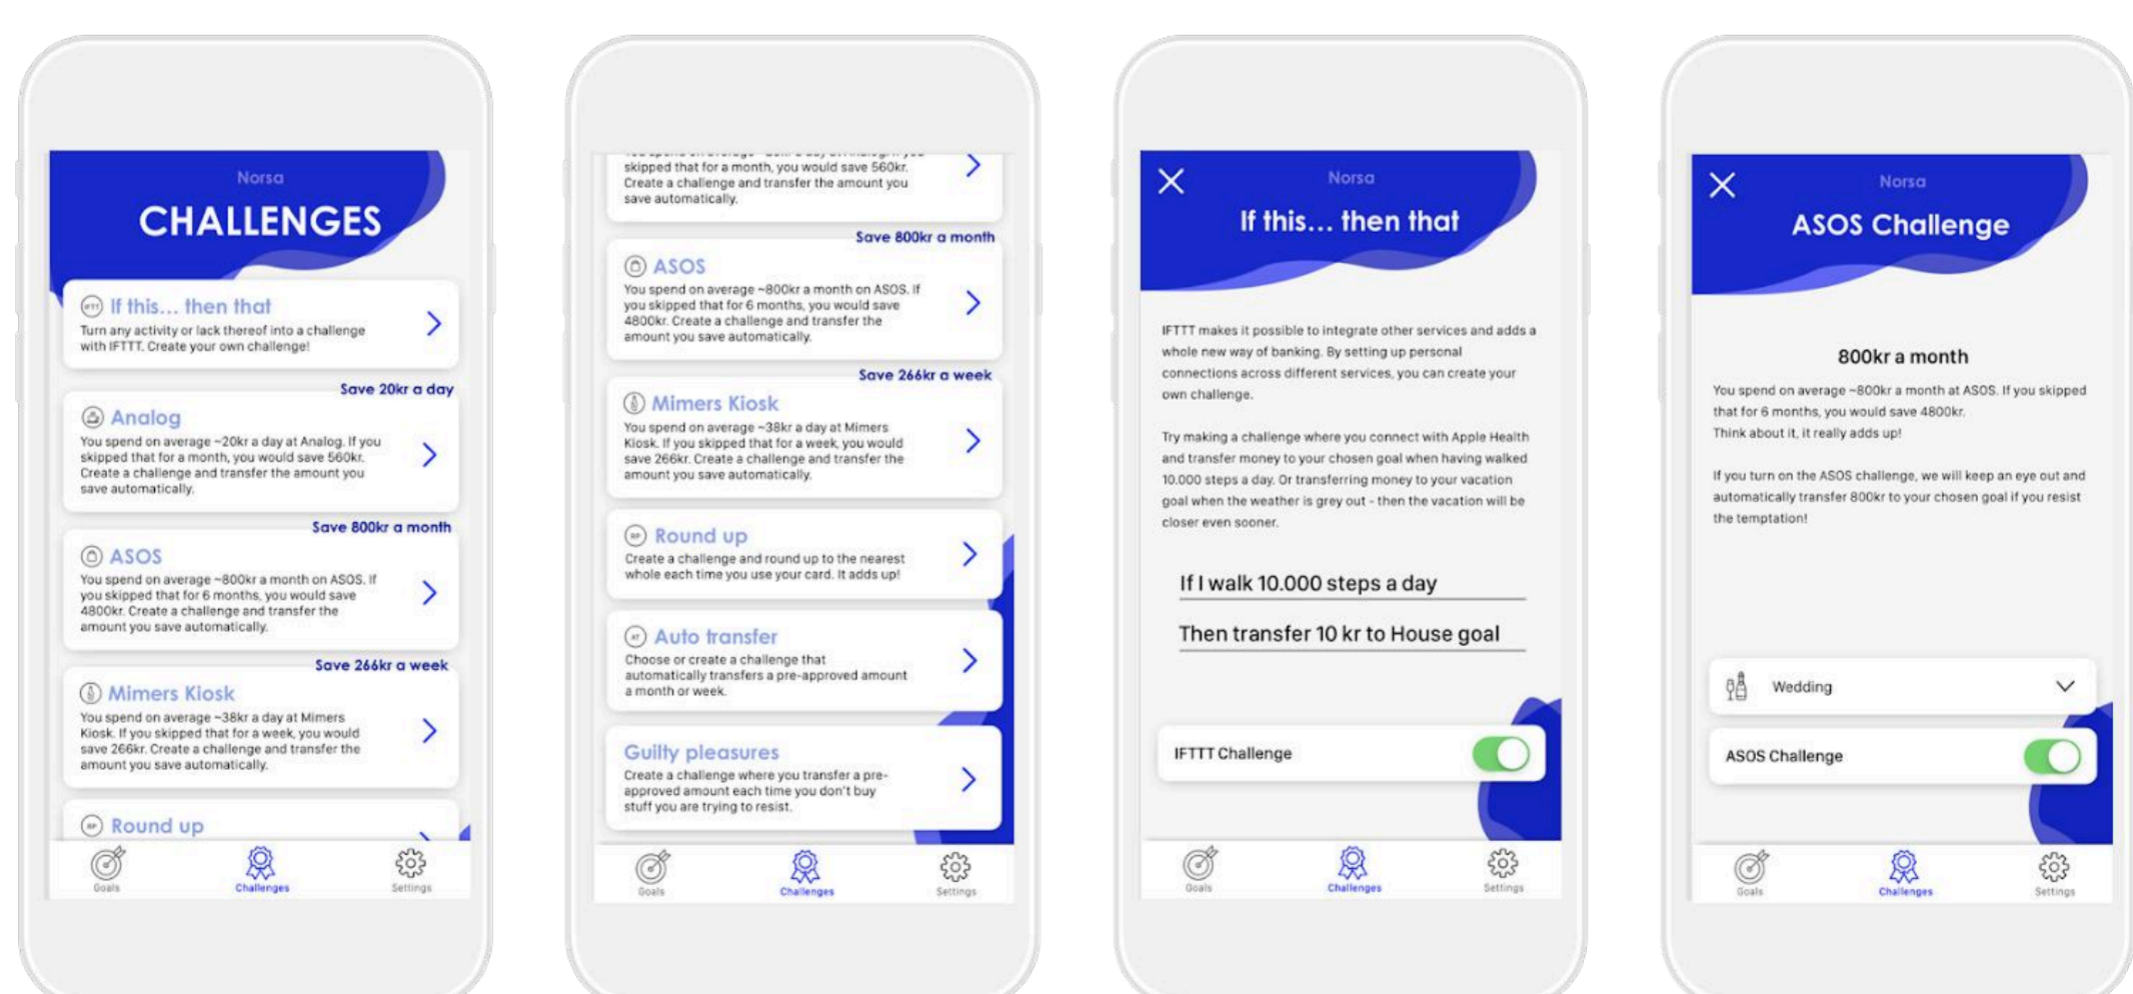 Norsa
CHALLENGES
IFTTT
If this... then that
Turn any activity or lack thereof into a challenge
with IFTTT. Create your own challenge!
Save 20kr a day
Analog
You spend on average ~20kr a day at Analog. If you
skipped that for a month, you would save 560kr.
Create a challenge and transfer the amount you
save automatically.
Save 800kr a month
ASOS
You spend on average ~800kr a month on ASOS. If
you skipped that for 6 months, you would save
4800kr. Create a challenge and transfer the
amount you save automatically.
Save 266kr a week
Mimers Kiosk
You spend on average ~38kr a day at Mimers
Kiosk. If you skipped that for a week, you would
save 266kr. Create a challenge and transfer the
amount you save automatically.
RP
Round up
Goals
Challenges
Settings
skipped that for a month, you would save 560kr.
Create a challenge and transfer the amount you
save automatically.
Save 800kr a month
ASOS
You spend on average ~800kr a month on ASOS. If
you skipped that for 6 months, you would save
4800kr. Create a challenge and transfer the
amount you save automatically.
Save 266kr a week
Mimers Kiosk
You spend on average ~38kr a day at Mimers
Kiosk. If you skipped that for a week, you would
save 266kr. Create a challenge and transfer the
amount you save automatically.
RP
Round up
Create a challenge and round up to the nearest
whole each time you use your card. It adds up!
AT
Auto transfer
Choose or create a challenge that
automatically transfers a pre-approved amount
a month or week.
Guilty pleasures
Create a challenge where you transfer a pre-
approved amount each time you don't buy
stuff you are trying to resist.
Goals
Challenges
Settings
Norsa
If this... then that
IFTTT makes it possible to integrate other services and adds a
whole new way of banking. By setting up personal
connections across different services, you can create your
own challenge.
Try making a challenge where you connect with Apple Health
and transfer money to your chosen goal when having walked
10.000 steps a day. Or transferring money to your vacation
goal when the weather is grey out - then the vacation will be
closer even sooner.
If I walk 10.000 steps a day
Then transfer 10 kr to House goal
IFTTT Challenge
Goals
Challenges
Settings
Norsa
ASOS Challenge
800kr a month
You spend on average ~800kr a month at ASOS. If you skipped
that for 6 months, you would save 4800kr.
Think about it, it really adds up!
If you turn on the ASOS challenge, we will keep an eye out and
automatically transfer 800kr to your chosen goal if you resist
the temptation!
Wedding
ASOS Challenge
Goals
Challenges
Settings